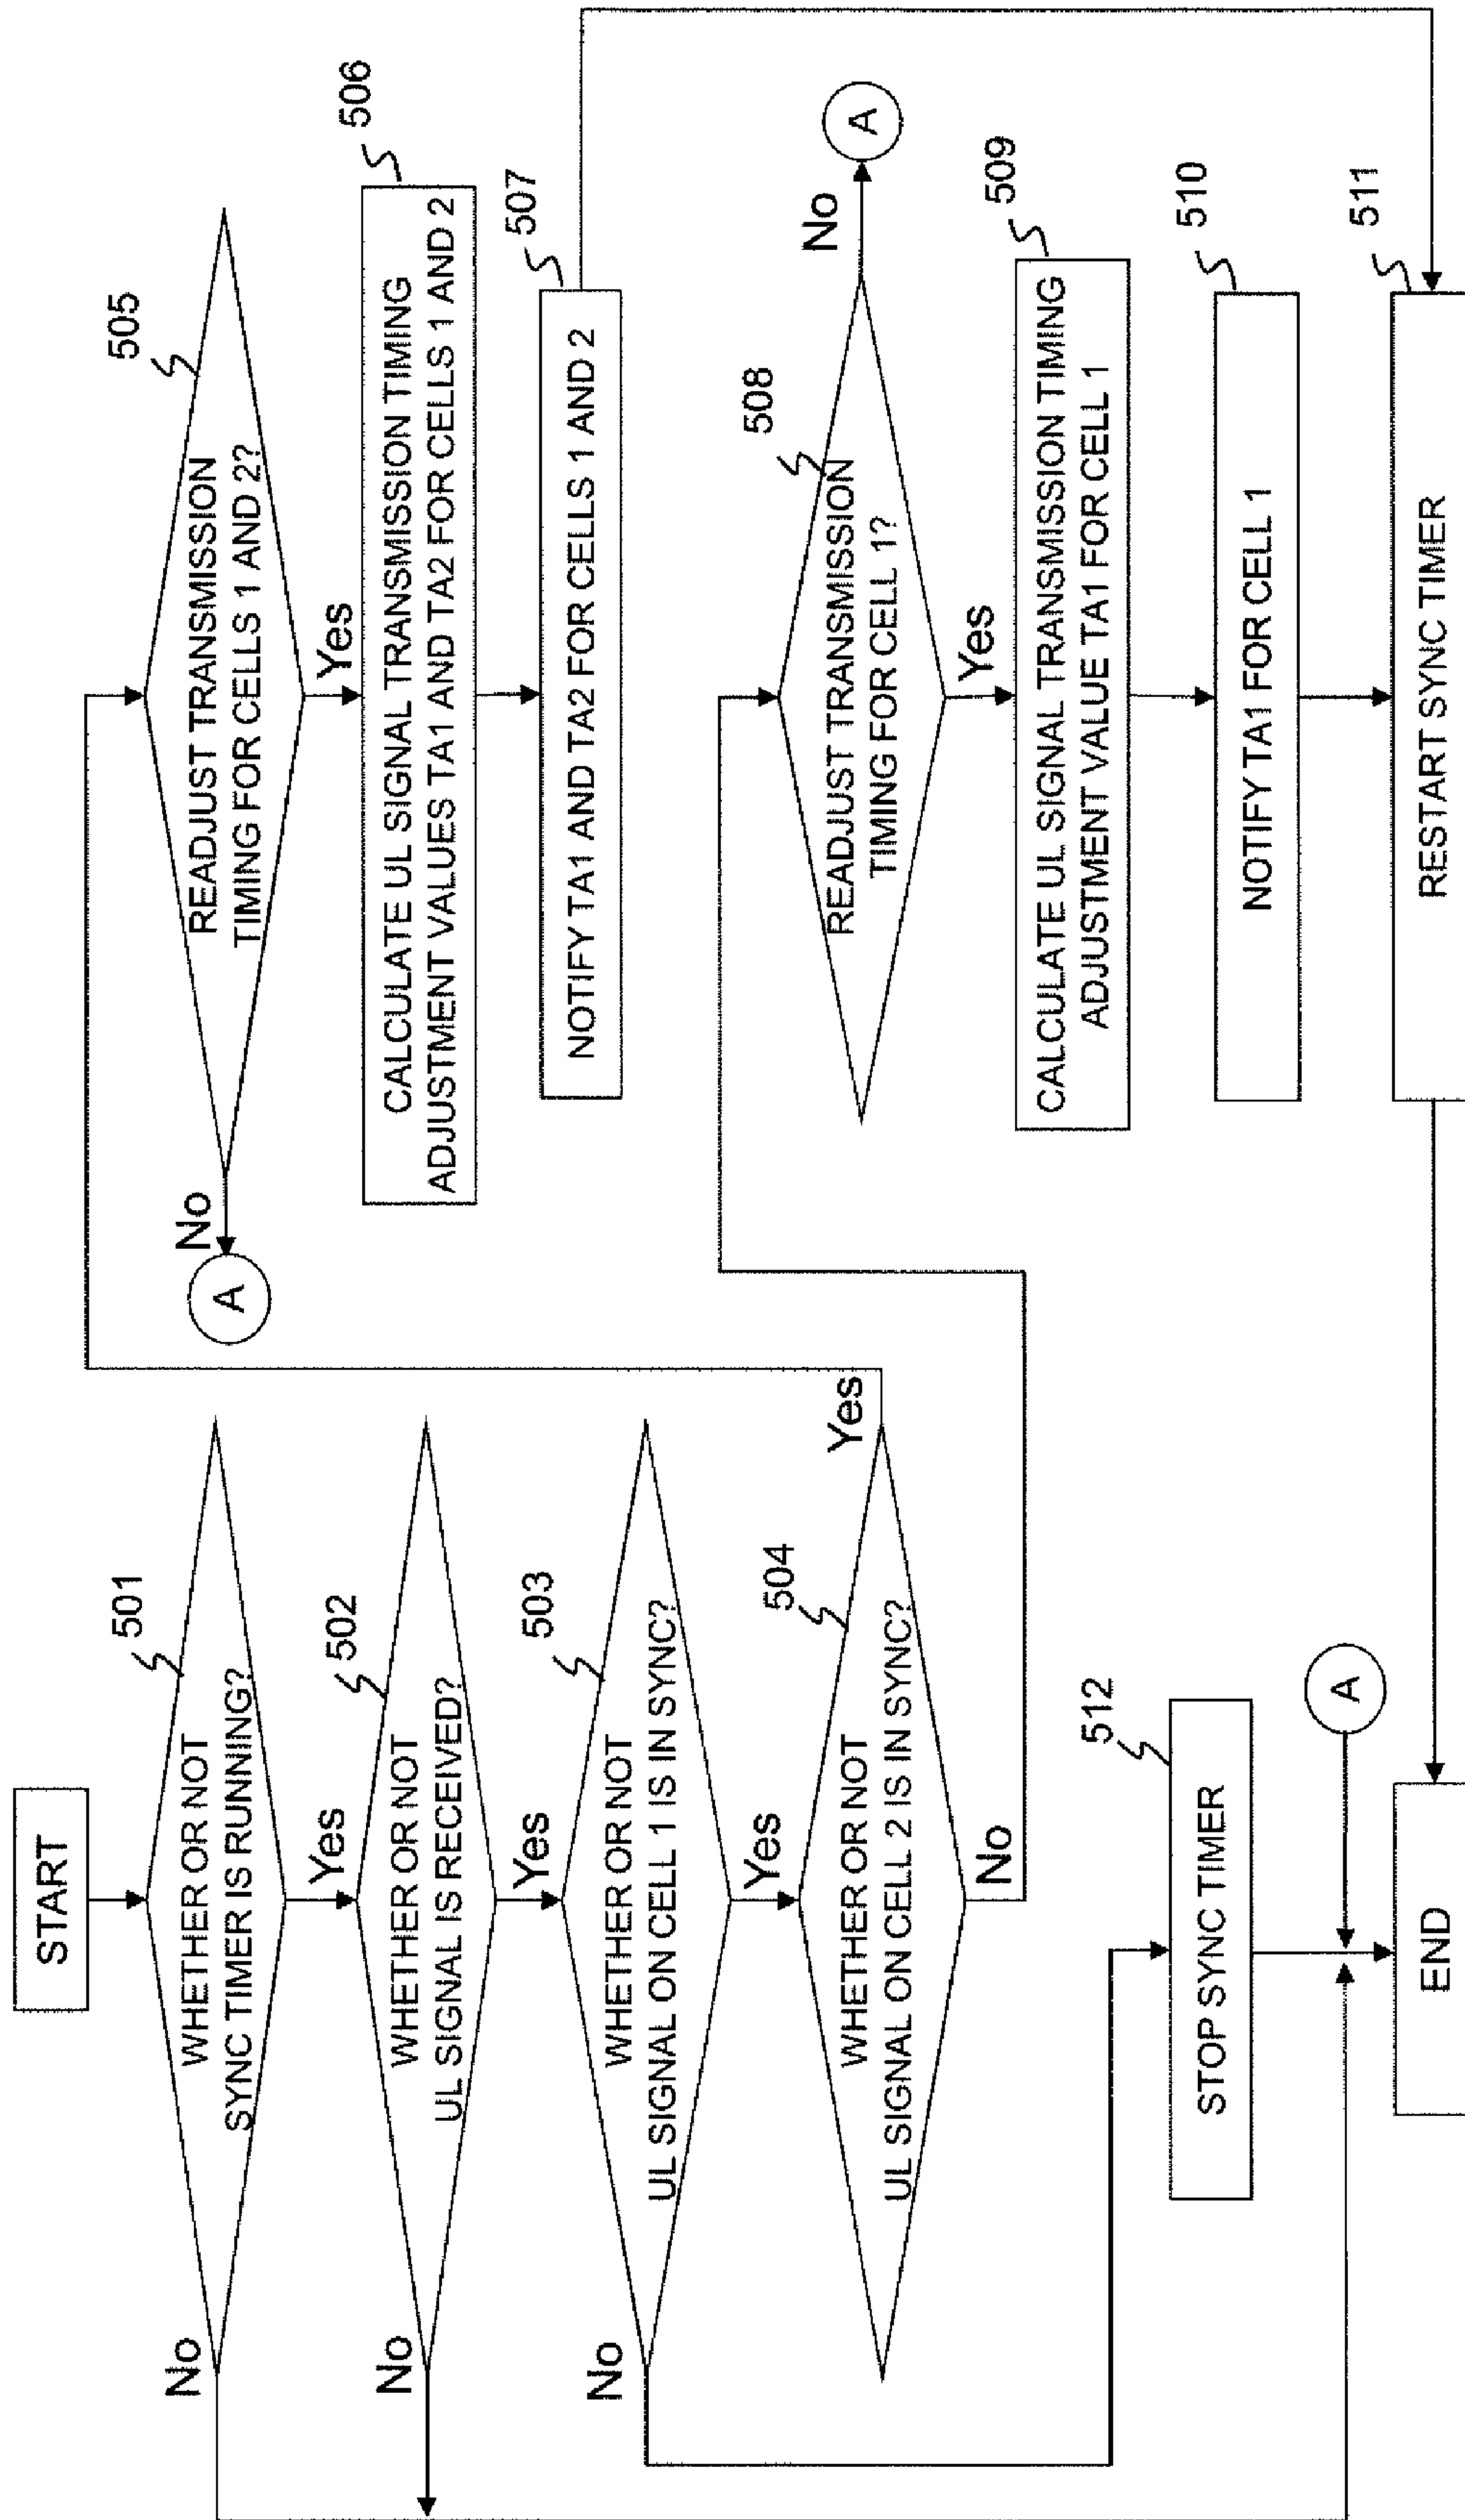 START
501
WHETHER OR NOT
SYNC TIMER IS RUNNING?
No
Yes
502
WHETHER OR NOT
UL SIGNAL IS RECEIVED?
No
Yes
503
WHETHER OR NOT
UL SIGNAL ON CELL 1 IS IN SYNC?
No
Yes
504
WHETHER OR NOT
UL SIGNAL ON CELL 2 IS IN SYNC?
Yes
No
512
STOP SYNC TIMER
A
END
505
READJUST TRANSMISSION
TIMING FOR CELLS 1 AND 2?
No
A
Yes
506
CALCULATE UL SIGNAL TRANSMISSION TIMING
ADJUSTMENT VALUES TA1 AND TA2 FOR CELLS 1 AND 2
507
NOTIFY TA1 AND TA2 FOR CELLS 1 AND 2
508
READJUST TRANSMISSION
TIMING FOR CELL 1?
No
A
Yes
509
CALCULATE UL SIGNAL TRANSMISSION TIMING
ADJUSTMENT VALUE TA1 FOR CELL 1
510
NOTIFY TA1 FOR CELL 1
511
RESTART SYNC TIMER